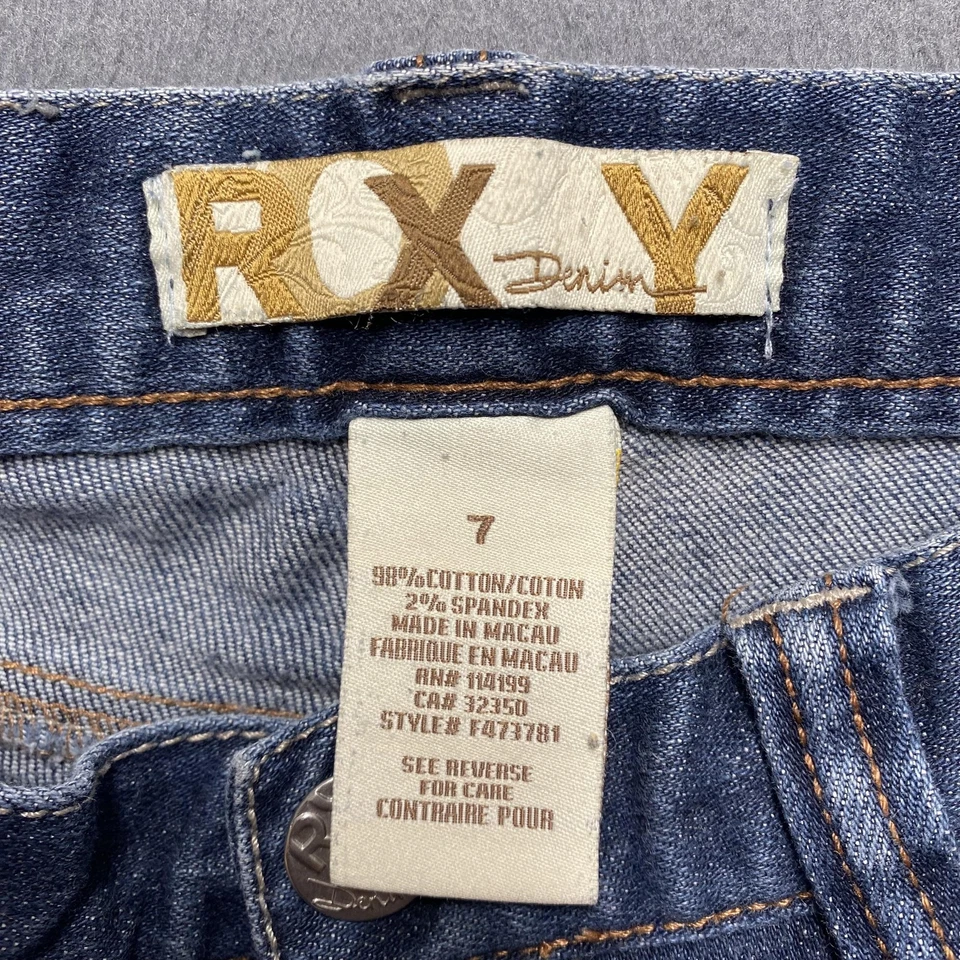 ROXY
Denim
7
98% COTTON/COTON
2% SPANDEX
MADE IN MACAU
FABRIQUE EN MACAU
RN# 114199
CA# 32350
STYLE# F473781
SEE REVERSE
FOR CARE
CONTRAIRE POUR